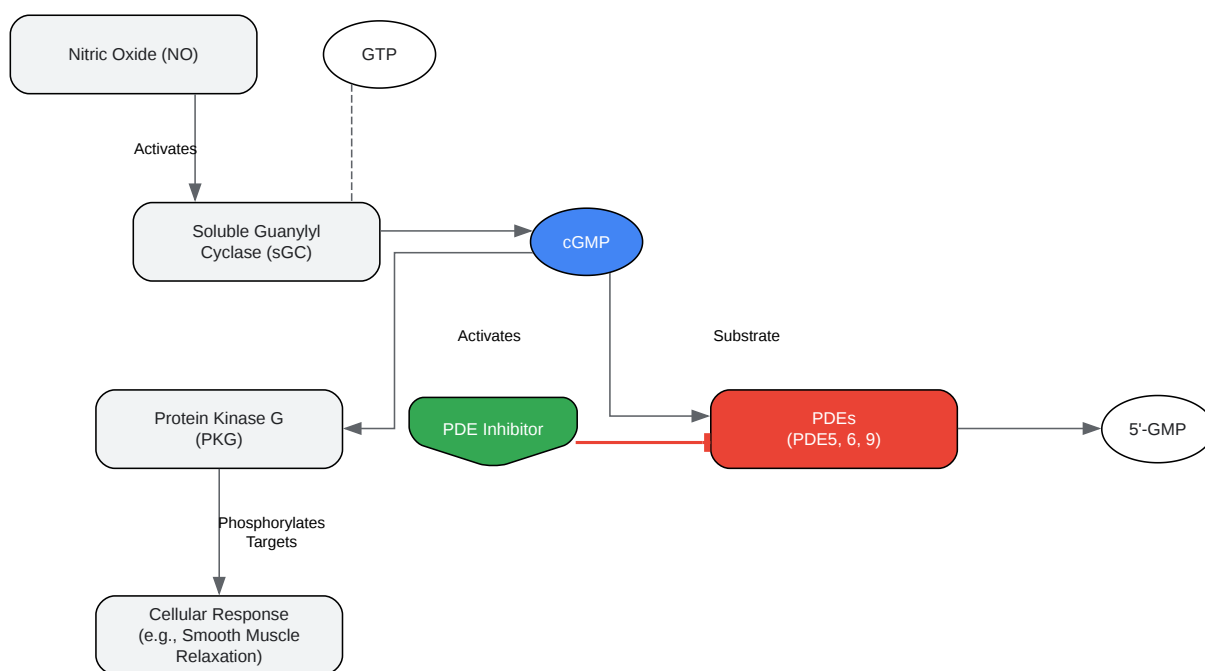 Nitric Oxide (NO)
GTP
Activates
Soluble Guanylyl
Cyclase (sGC)
cGMP
Activates
Substrate
Protein Kinase G
(PKG)
PDE Inhibitor
PDEs
(PDE5, 6, 9)
5'-GMP
Phosphorylates
Targets
Cellular Response
(e.g., Smooth Muscle
Relaxation)